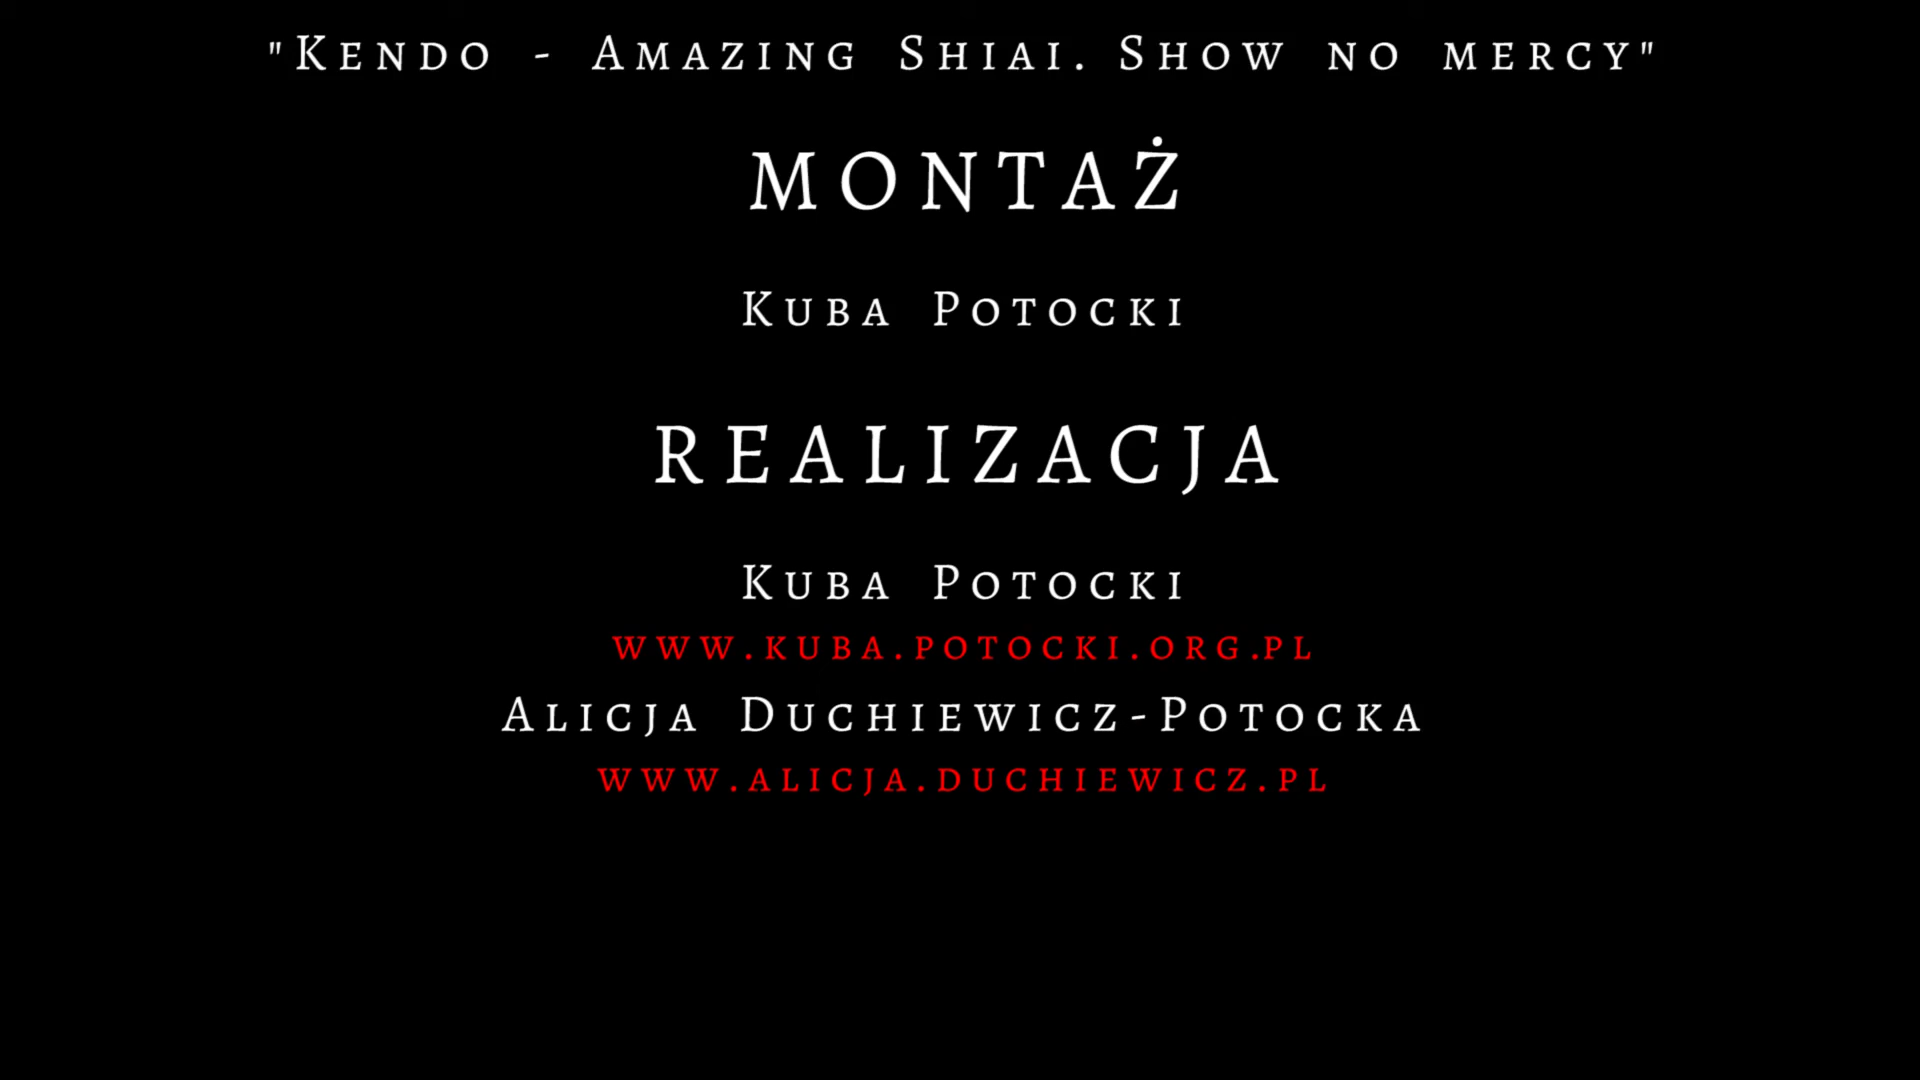 "Kendo - Amazing Shiai. Show no mercy"
MONTAŻ
Kuba Potocki
REALIZACJA
Kuba Potocki
www.kuba.potocki.org.pl
Alicja Duchiewicz-Potocka
www.alicja.duchiewicz.pl